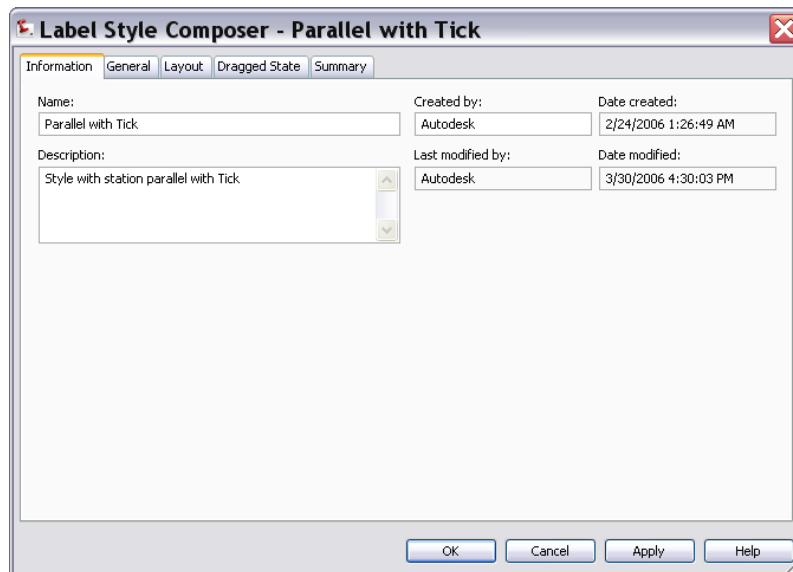 Label Style Composer - Parallel with Tick
Information General Layout Dragged State Summary
Name: Created by: Date created:
Parallel with Tick Autodesk 2/24/2006 1:26:49 AM
Description: Last modified by: Date modified:
Style with station parallel with Tick Autodesk 3/30/2006 4:30:03 PM
OK Cancel Apply Help